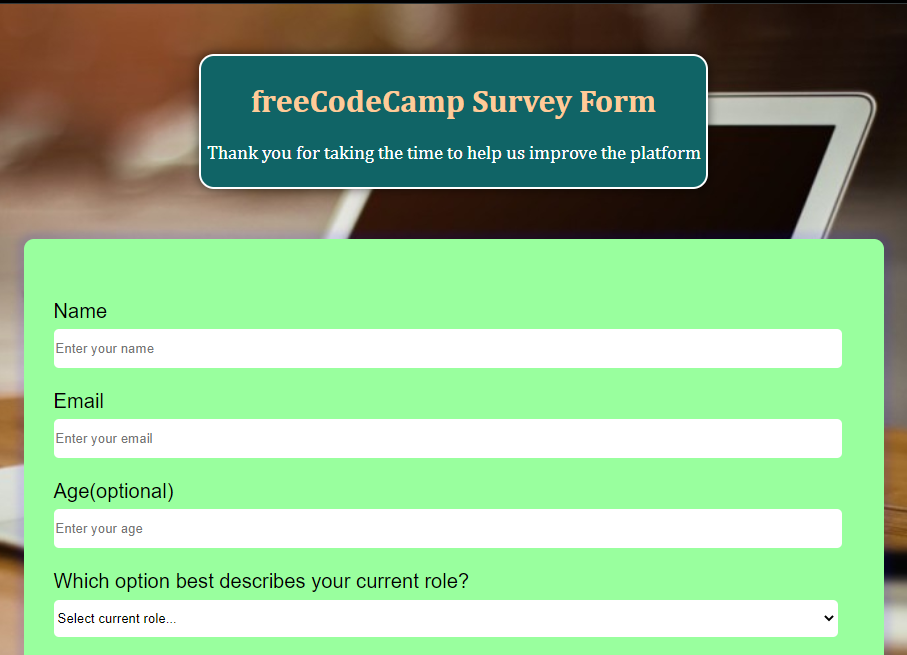 freeCodeCamp Survey Form
Thank you for taking the time to help us improve the platform
Name
Enter your name
Email
Enter your email
Age(optional)
Enter your age
Which option best describes your current role?
Select current role...